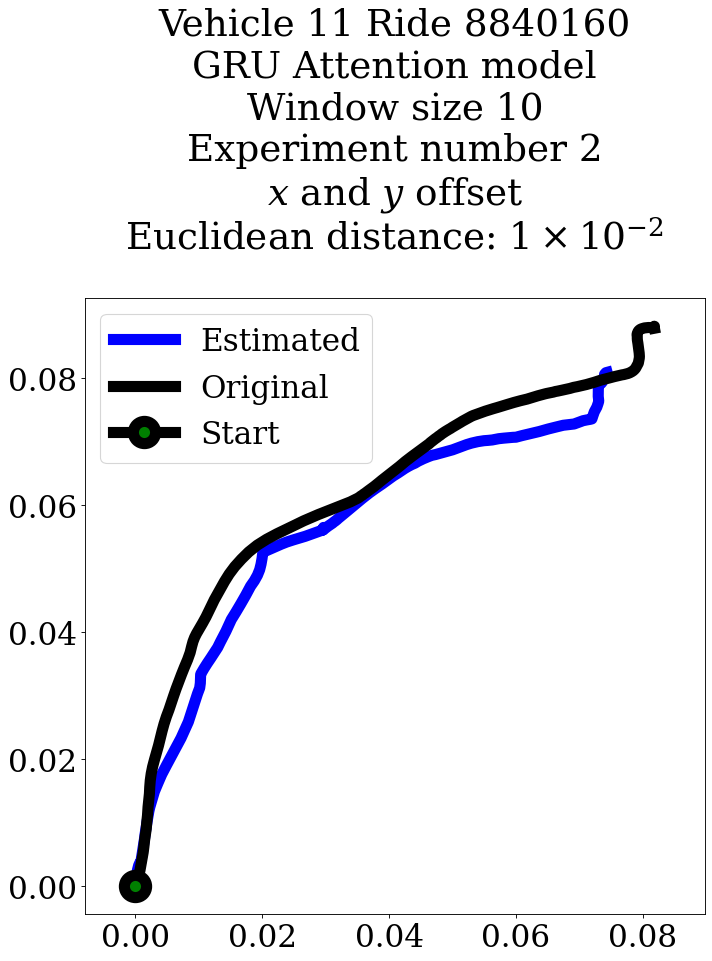 Vehicle 11 Ride 8840160
GRU Attention model
Window size 10
Experiment number 2
x and y offset
Euclidean distance: 1 × 10⁻²
Estimated
Original
Start
0.08
0.06
0.04
0.02
0.00
0.00 0.02 0.04 0.06 0.08